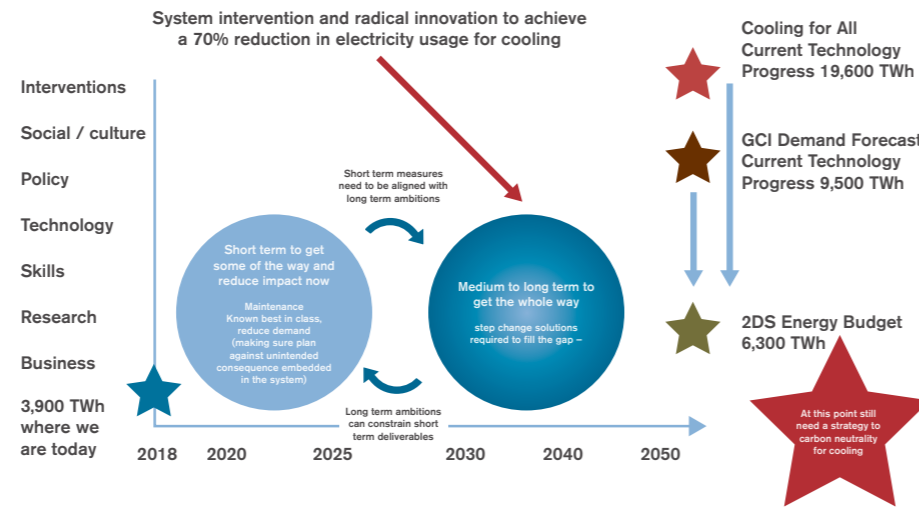 System intervention and radical innovation to achieve
a 70% reduction in electricity usage for cooling
Interventions
Social / culture
Policy
Technology
Skills
Research
Business
3,900 TWh
where we
are today
Short term measures
need to be aligned with
long term ambitions
Short term to get
some of the way and
reduce impact now
Maintenance
Known best in class,
reduce demand
(making sure plan
against unintended
consequence embedded
in the system)
Medium to long term to
get the whole way
step change solutions
required to fill the gap –
Long term ambitions
can constrain short
term deliverables
2018
2020
2025
2030
2040
2050
Cooling for All
Current Technology
Progress 19,600 TWh
GCI Demand Forecast
Current Technology
Progress 9,500 TWh
2DS Energy Budget
6,300 TWh
At this point still
need a strategy to
carbon neutrality
for cooling